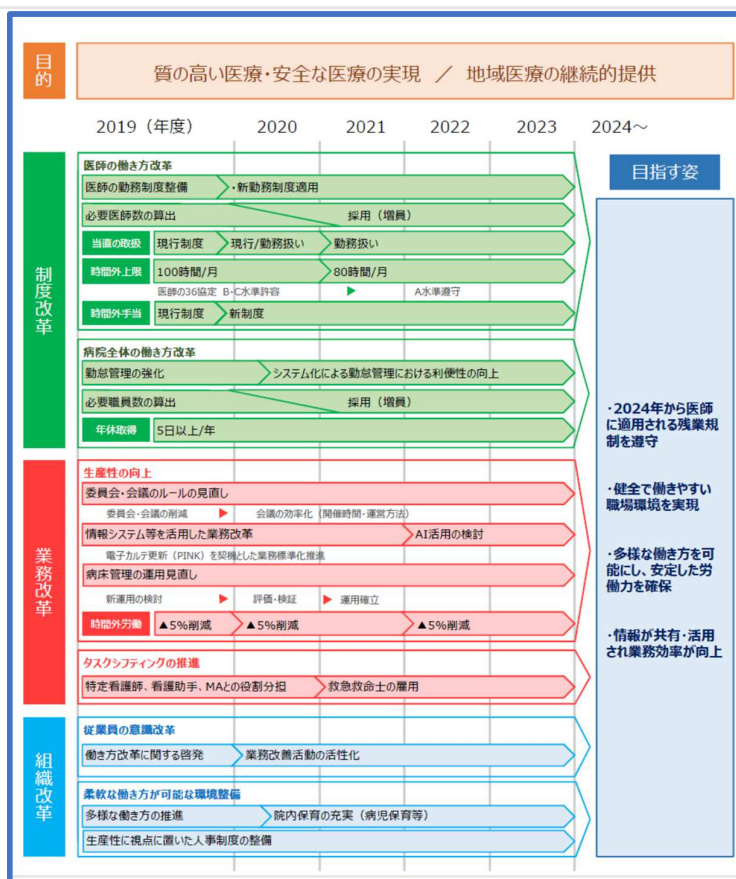 目的
質の高い医療・安全な医療の実現 / 地域医療の継続的提供
2019（年度） 2020 2021 2022 2023 2024～
制度改革
医師の働き方改革
医師の勤務制度整備 ・新勤務制度適用
必要医師数の算出 採用（増員）
当直の取扱 現行制度 現行/勤務扱い 勤務扱い
時間外上限 100時間/月 80時間/月
医師の36協定 B・C水準許容 ▶ A水準遵守
時間外手当 現行制度 新制度
病院全体の働き方改革
勤怠管理の強化 システム化による勤怠管理における利便性の向上
必要職員数の算出 採用（増員）
年休取得 5日以上/年
業務改革
生産性の向上
委員会・会議のルールの見直し
委員会・会議の削減 ▶ 会議の効率化（開催時間・運営方法）
情報システム等を活用した業務改革 AI活用の検討
電子カルテ更新（PINK）を契機とした業務標準化推進
病床管理の運用見直し
新運用の検討 ▶ 評価・検証 ▶ 運用確立
時間外労働 ▲5%削減 ▲5%削減 ▲5%削減
タスクシフティングの推進
特定看護師、看護助手、MAとの役割分担 救急救命士の雇用
組織改革
従業員の意識改革
働き方改革に関する啓発 業務改善活動の活性化
柔軟な働き方が可能な環境整備
多様な働き方の推進 院内保育の充実（病児保育等）
生産性に視点に置いた人事制度の整備
目指す姿
・2024年から医師
に適用される残業規
制を遵守
・健全で働きやすい
職場環境を実現
・多様な働き方を可
能にし、安定した労
働力を確保
・情報が共有・活用
され業務効率が向上